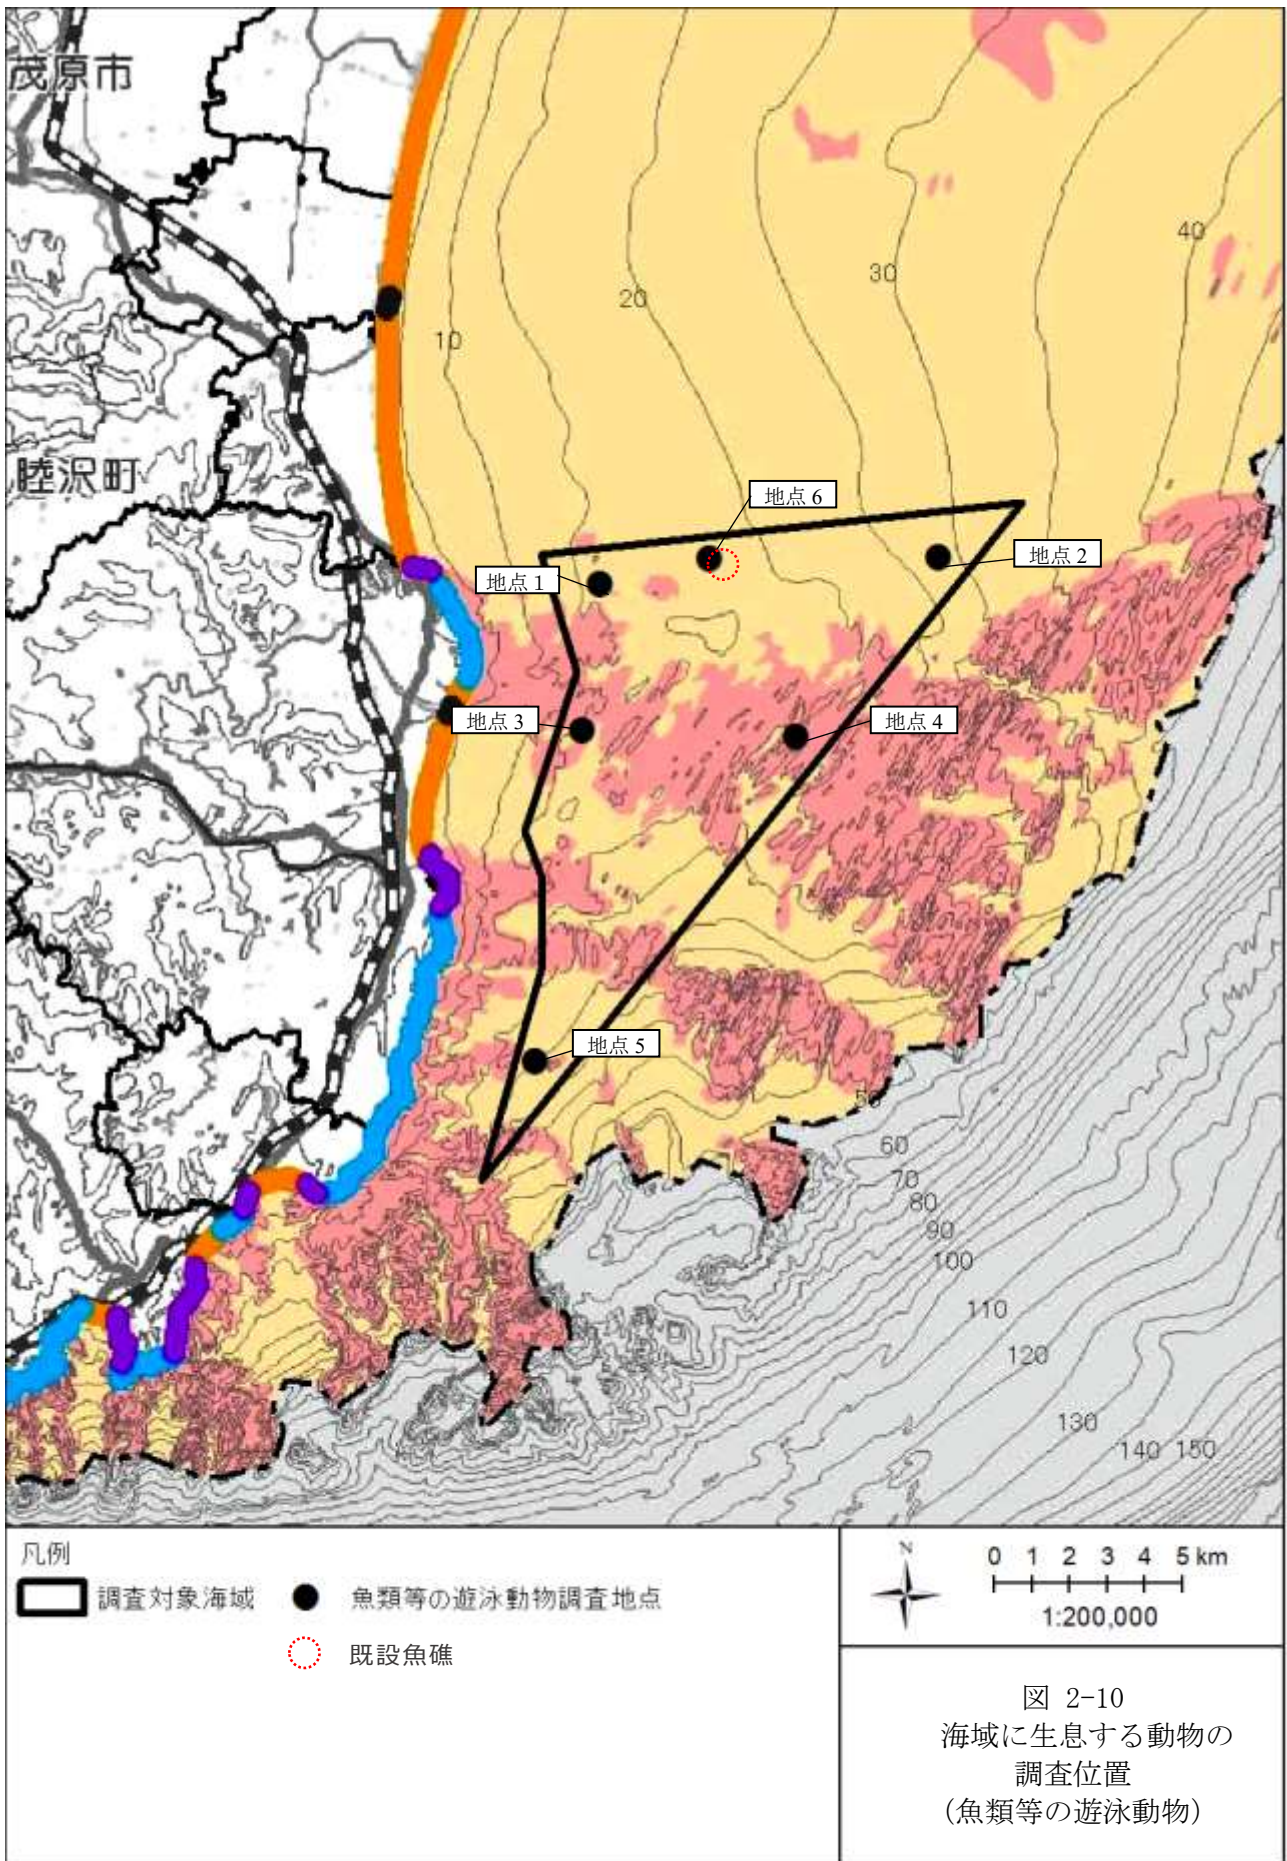 茂原市
40
30
20
10
睦沢町
地点 6
地点 2
地点 1
地点 3
地点 4
地点 5
50
60
70
80
90
100
110
120
130
140 150
凡例
調査対象海域
魚類等の遊泳動物調査地点
既設魚礁
N
0 1 2 3 4 5 km
1:200,000
図 2-10
海域に生息する動物の
調査位置
(魚類等の遊泳動物)